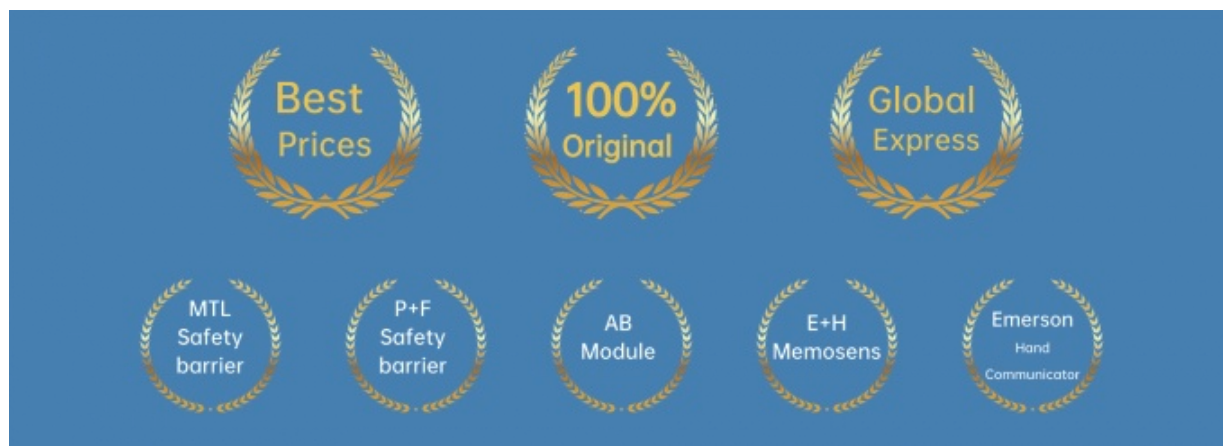 Best
Prices
100%
Original
Global
Express
MTL
Safety
barrier
P+F
Safety
barrier
AB
Module
E+H
Memosens
Emerson
Hand
Communicator